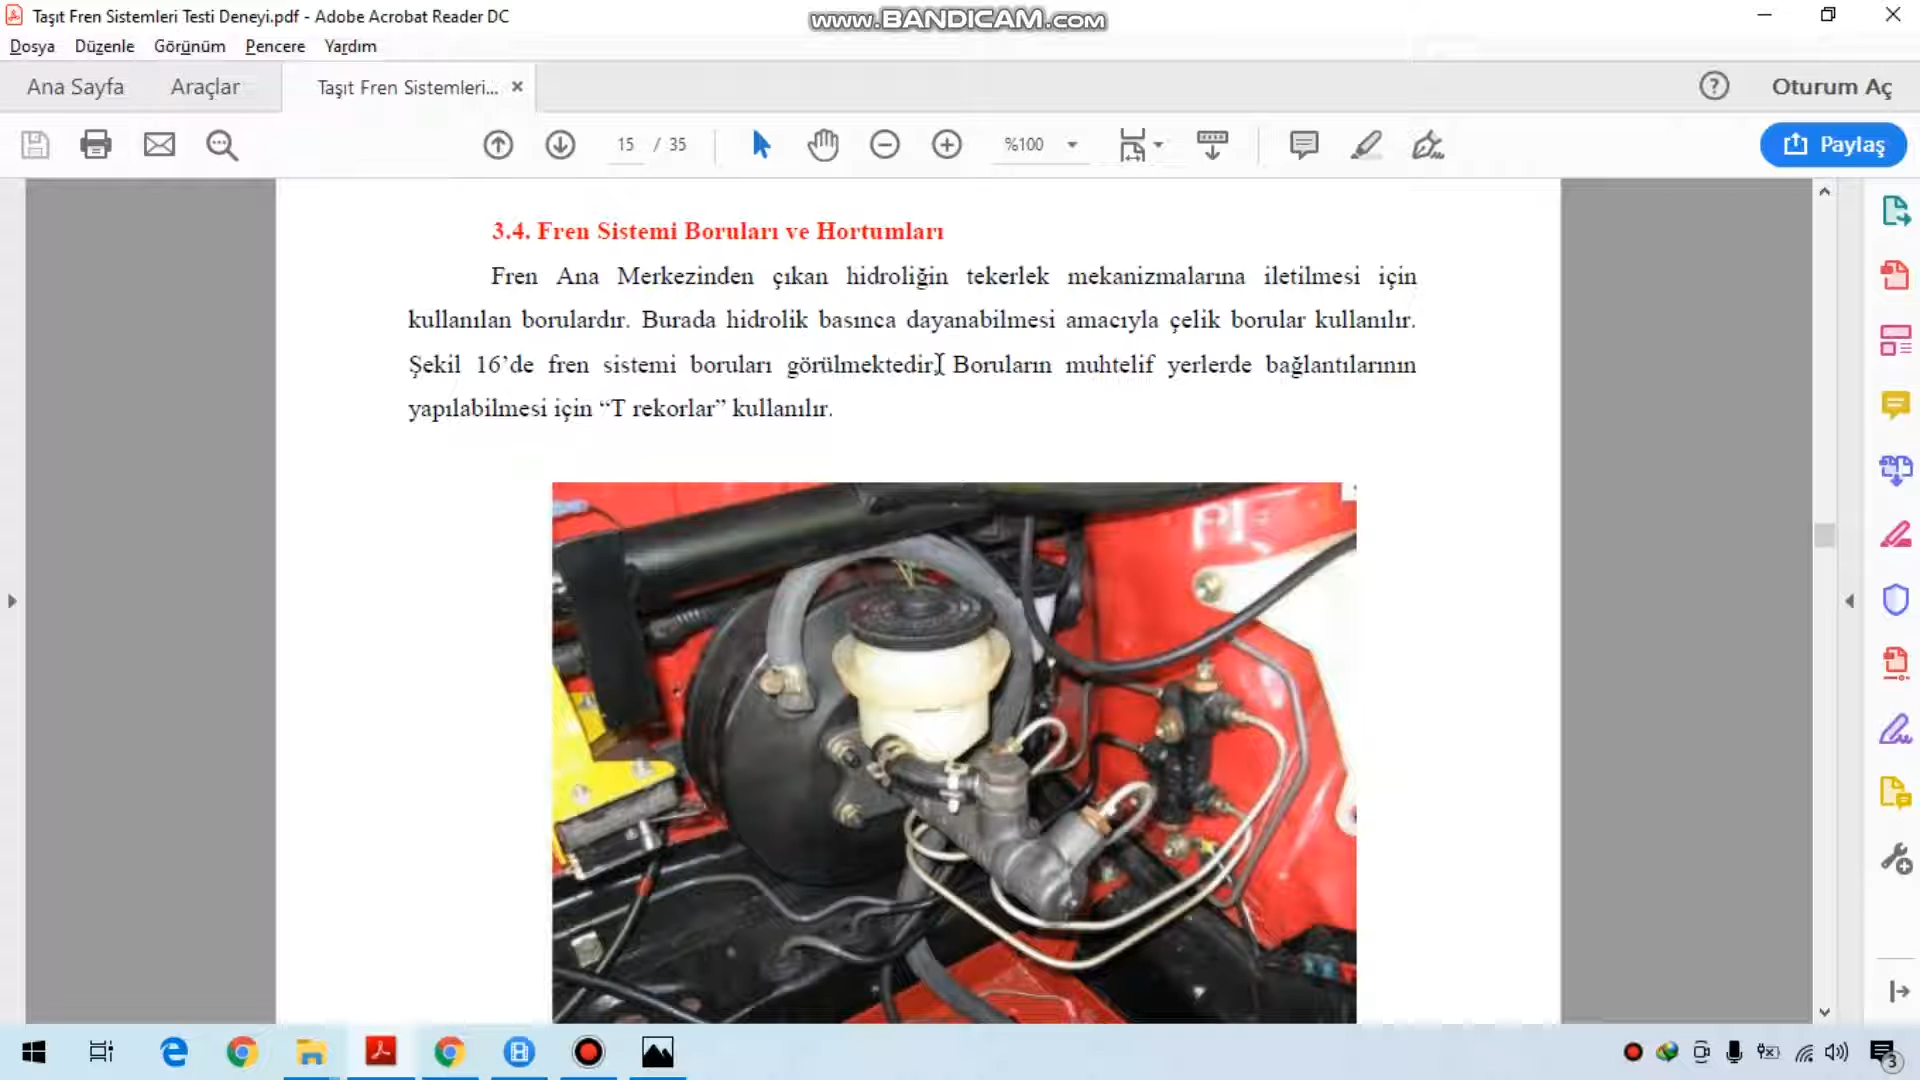 Taşıt Fren Sistemleri Testi Deneyi.pdf - Adobe Acrobat Reader DC
www.BANDICAM.com
Dosya Düzenle Görünüm Pencere Yardım
Ana Sayfa Araçlar Taşıt Fren Sistemleri... × Oturum Aç
15 / 35 %100 Paylaş
3.4. Fren Sistemi Boruları ve Hortumları
Fren Ana Merkezinden çıkan hidroliğin tekerlek mekanizmalarına iletilmesi için
kullanılan borulardır. Burada hidrolik basınca dayanabilmesi amacıyla çelik borular kullanılır.
Şekil 16’de fren sistemi boruları görülmektedir. Boruların muhtelif yerlerde bağlantılarının
yapılabilmesi için “T rekorlar” kullanılır.
3